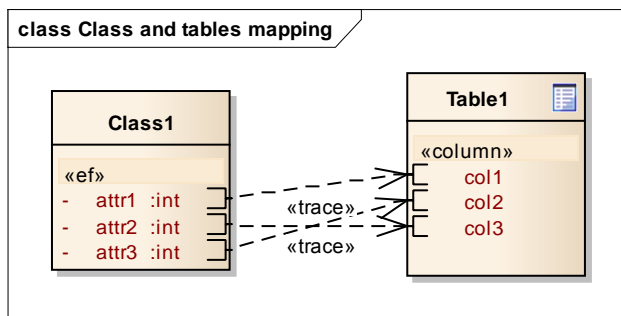 class Class and tables mapping
Class1
«ef»
- attr1 :int
- attr2 :int
- attr3 :int
Table1
«column»
col1
col2
col3
«trace»
«trace»